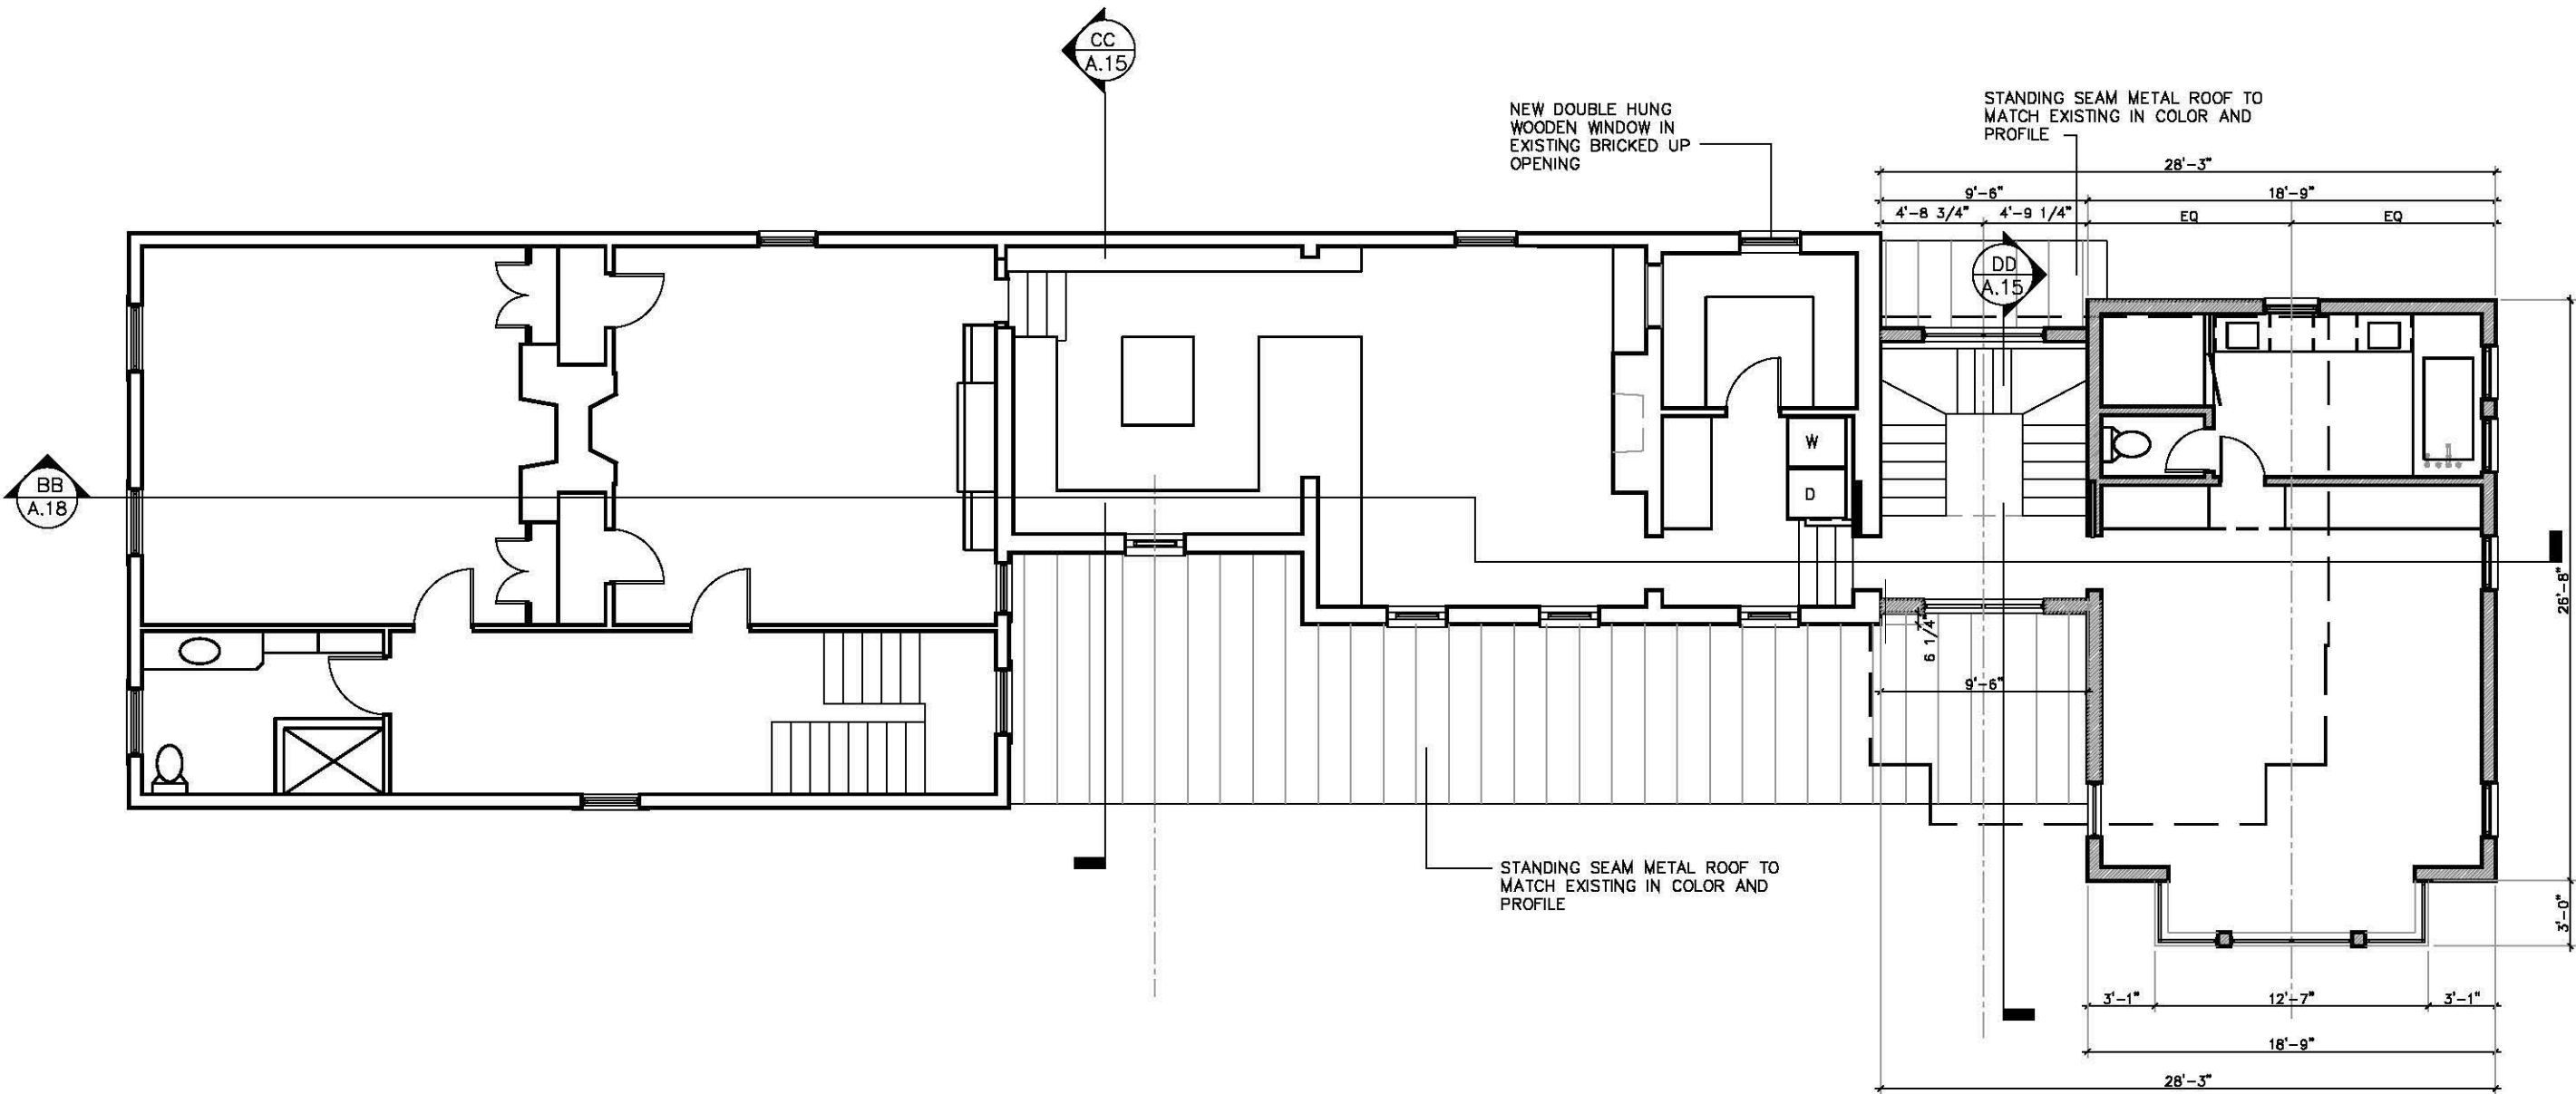 CC
A.15
NEW DOUBLE HUNG
WOODEN WINDOW IN
EXISTING BRICKED UP
OPENING
STANDING SEAM METAL ROOF TO
MATCH EXISTING IN COLOR AND
PROFILE
28'-3"
9'-6"
18'-9"
4'-8 3/4"
4'-9 1/4"
EQ
EQ
DD
A.15
W
D
BB
A.18
26'-8"
6 1/4"
9'-6"
STANDING SEAM METAL ROOF TO
MATCH EXISTING IN COLOR AND
PROFILE
3'-0"
3'-1"
12'-7"
3'-1"
18'-9"
28'-3"